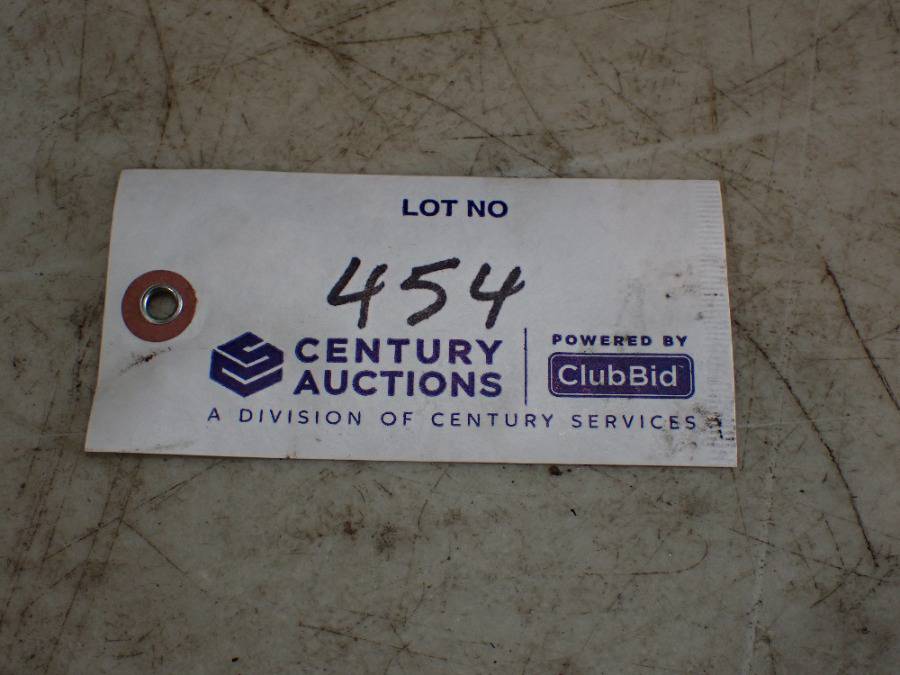 LOT NO
454
CENTURY AUCTIONS
POWERED BY
ClubBid
A DIVISION OF CENTURY SERVICES